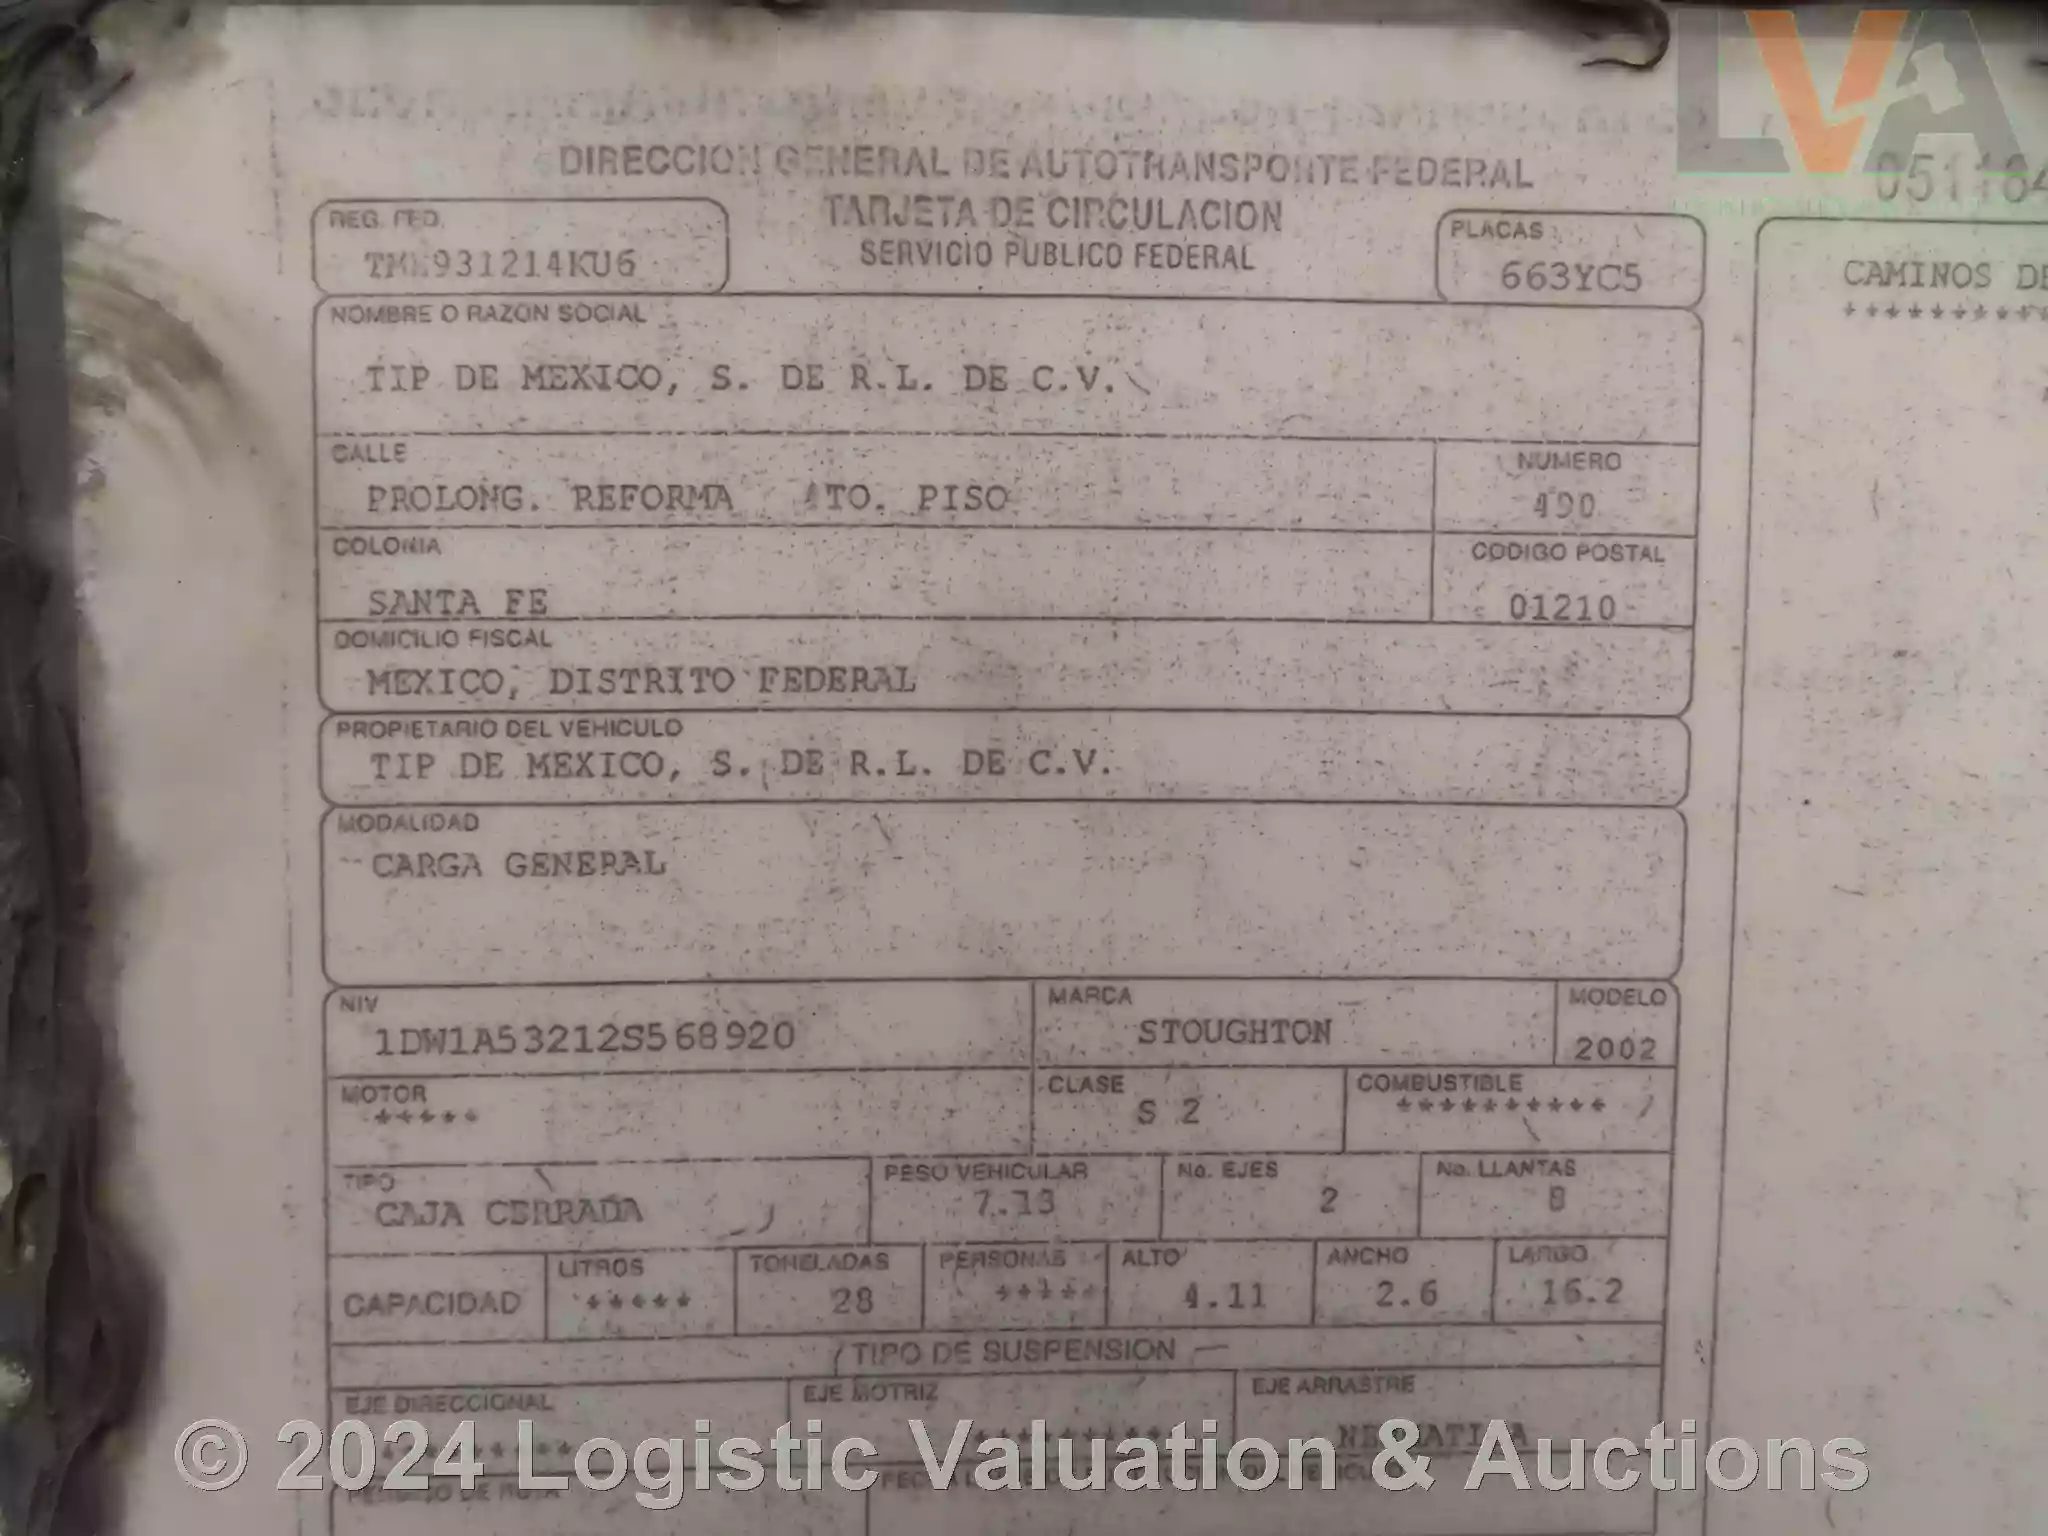 LVA
DIRECCION GENERAL DE AUTOTRANSPORTE FEDERAL
TARJETA DE CIRCULACION
SERVICIO PUBLICO FEDERAL
051184
REG. FED.
931214KU6
PLACAS
663YC5
CAMINOS DE
**********
NOMBRE O RAZON SOCIAL
TIP DE MEXICO, S. DE R.L. DE C.V.
CALLE
PROLONG. REFORMA 4TO. PISO
NUMERO
490
COLONIA
SANTA FE
CODIGO POSTAL
01210
DOMICILIO FISCAL
MEXICO, DISTRITO FEDERAL
PROPIETARIO DEL VEHICULO
TIP DE MEXICO, S. DE R.L. DE C.V.
MODALIDAD
CARGA GENERAL
NIV
1DW1A53212S568920
MARCA
STOUGHTON
MODELO
2002
MOTOR
*****
CLASE
S 2
COMBUSTIBLE
**********
TIPO
CAJA CERRADA
PESO VEHICULAR
7.13
No. EJES
2
No. LLANTAS
8
CAPACIDAD
LITROS
*****
TONELADAS
28
PERSONAS
*****
ALTO
4.11
ANCHO
2.6
LARGO
16.2
TIPO DE SUSPENSION
EJE DIRECCIONAL
EJE MOTRIZ
EJE ARRASTRE
NEUMATICA
© 2024 Logistic Valuation & Auctions